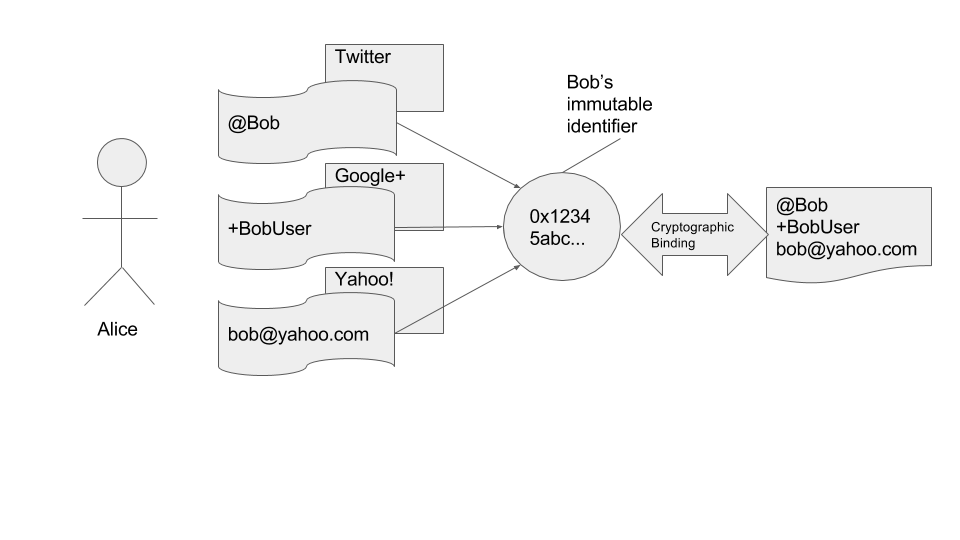 Twitter
@Bob
Google+
+BobUser
Yahoo!
bob@yahoo.com
Alice
Bob's
immutable
identifier
0x1234
5abc...
Cryptographic
Binding
@Bob
+BobUser
bob@yahoo.com